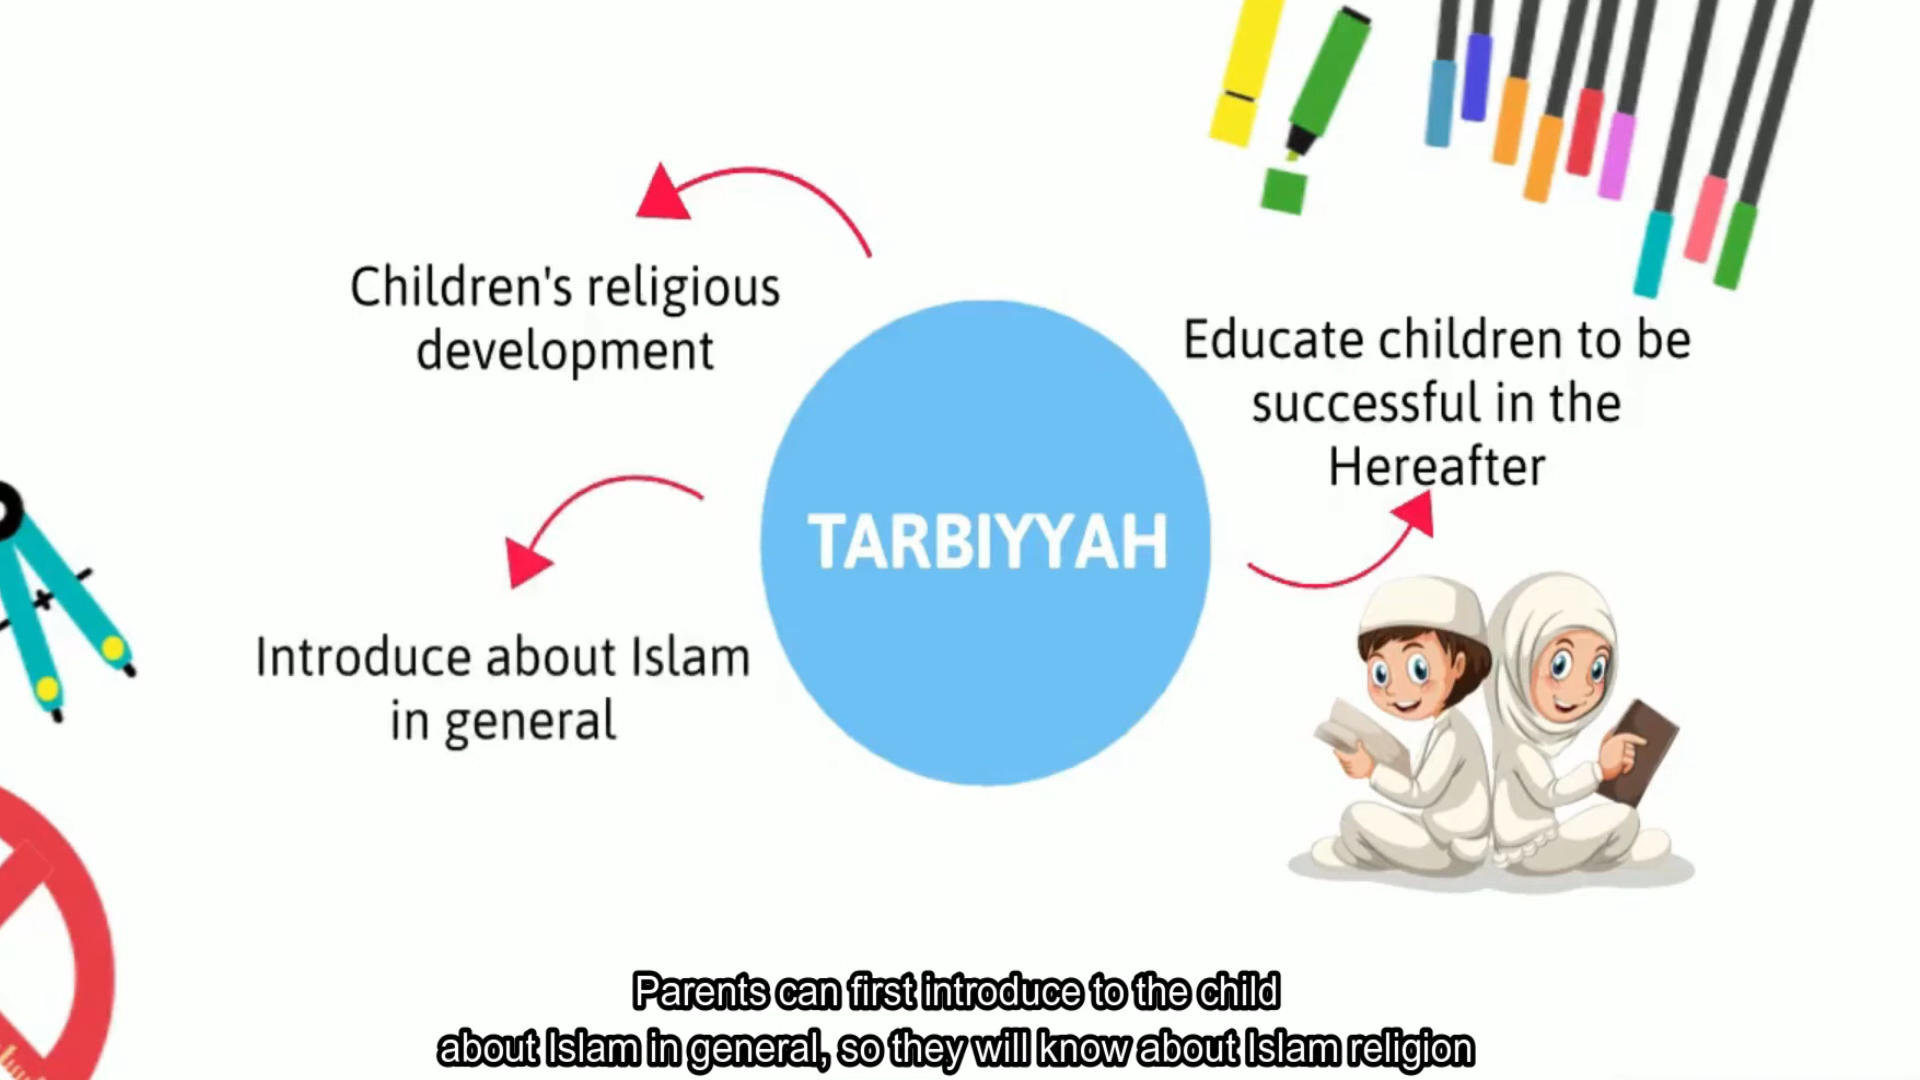 Children's religious
development
Educate children to be
successful in the
Hereafter
TARBIYYAH
Introduce about Islam
in general
Parents can first introduce to the child
about Islam in general, so they will know about Islam religion